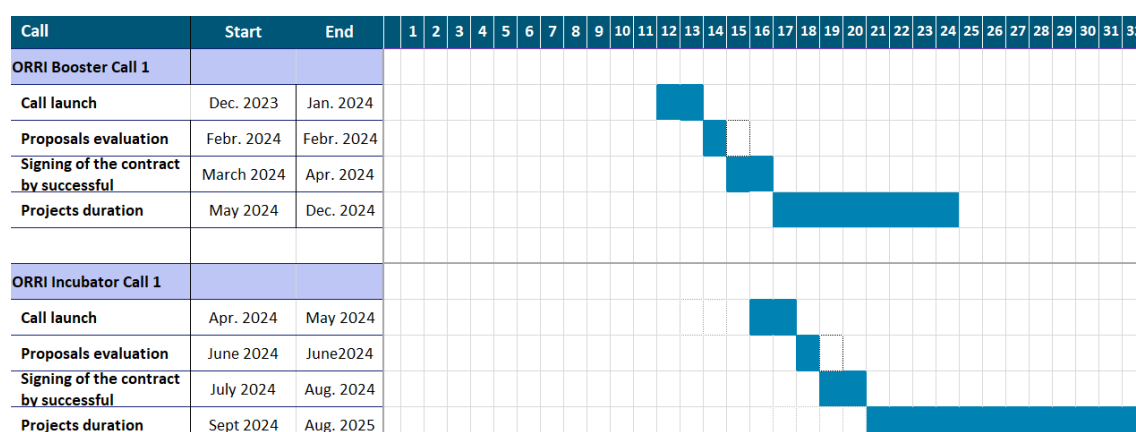 Call Start End 1 2 3 4 5 6 7 8 9 10 11 12 13 14 15 16 17 18 19 20 21 22 23 24 25 26 27 28 29 30 31
ORRI Booster Call 1
Call launch Dec. 2023 Jan. 2024
Proposals evaluation Febr. 2024 Febr. 2024
Signing of the contract
by successful March 2024 Apr. 2024
Projects duration May 2024 Dec. 2024
ORRI Incubator Call 1
Call launch Apr. 2024 May 2024
Proposals evaluation June 2024 June2024
Signing of the contract
by successful July 2024 Aug. 2024
Projects duration Sept 2024 Aug. 2025